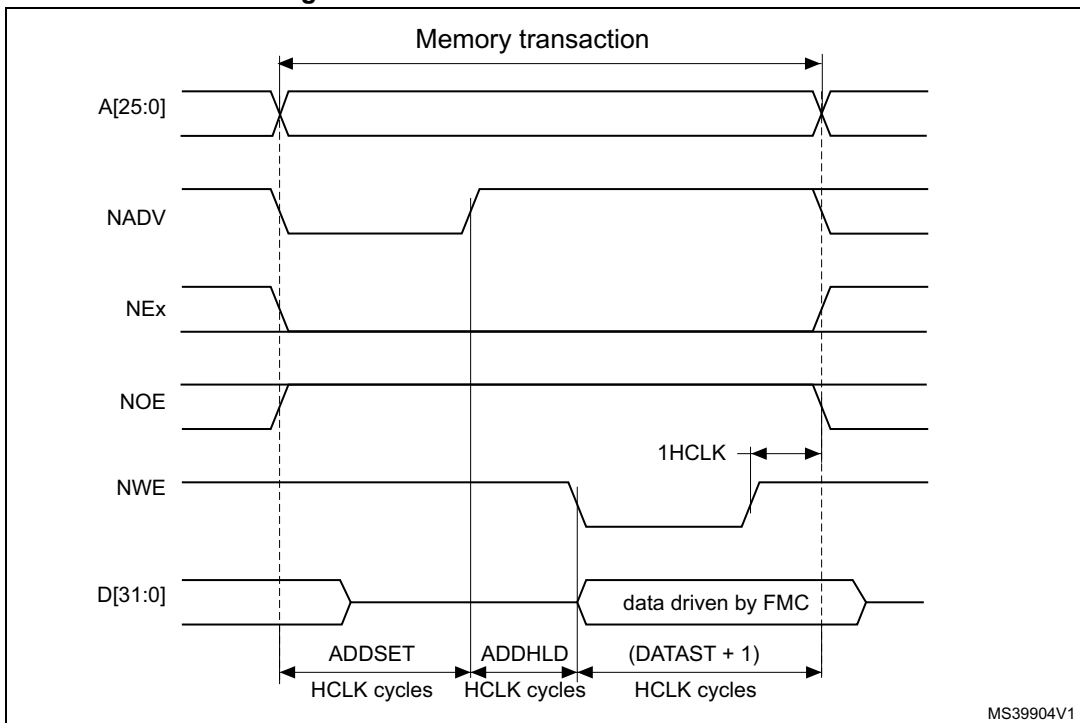 Memory transaction
A[25:0]
NADV
NEx
NOE
1HCLK
NWE
D[31:0]
data driven by FMC
ADDSET ADDHLD (DATAST + 1)
HCLK cycles HCLK cycles HCLK cycles
MS39904V1